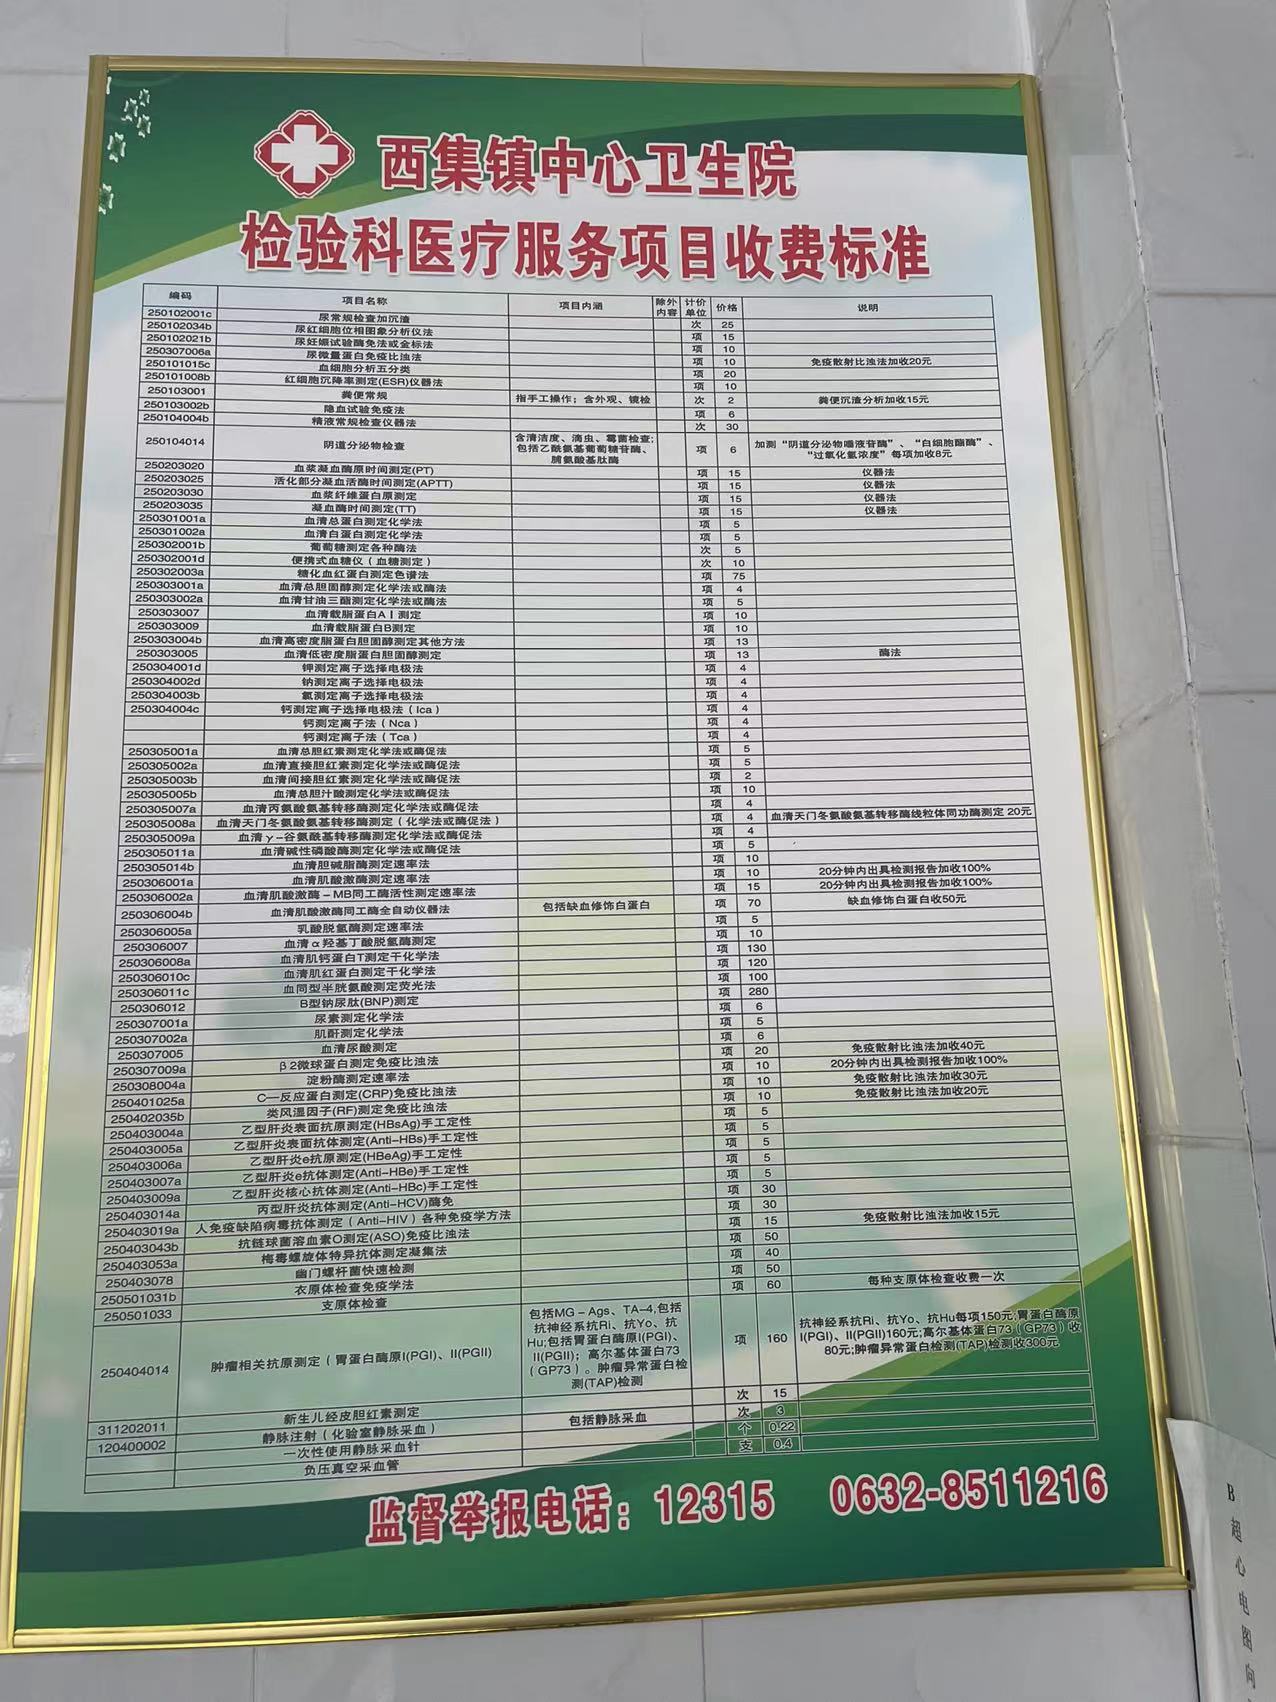 西集镇中心卫生院
检验科医疗服务项目收费标准
编码 项目名称 项目内涵 除外内容 计价单位 价格 说明
250102001c 尿常规检查加沉渣 次 25
250102034b 尿红细胞位相图象分析仪法 项 15
250102021b 尿妊娠试验酶免法或金标法 项 10
250307006a 尿微量蛋白免疫比浊法 项 10 免疫散射比浊法加收20元
250101015c 血细胞分析五分类 项 20
250101008b 红细胞沉降率测定(ESR)仪器法 项 10
250103001 粪便常规 指手工操作；含外观、镜检 次 2 粪便沉渣分析加收15元
250103002b 隐血试验免疫法 项 6
250104004b 精液常规检查仪器法 次 30
250104014 阴道分泌物检查 含清洁度、滴虫、霉菌检查;包括乙酰氨基葡萄糖苷酶、脯氨酸基肽酶 项 6 加测“阴道分泌物唾液苷酶”、“白细胞酯酶”、“过氧化氢浓度”每项加收8元
250203020 血浆凝血酶原时间测定(PT) 项 15 仪器法
250203025 活化部分凝血活酶时间测定(APTT) 项 15 仪器法
250203030 血浆纤维蛋白原测定 项 15 仪器法
250203035 凝血酶时间测定(TT) 项 15 仪器法
250301001a 血清总蛋白测定化学法 项 5
250301002a 血清白蛋白测定化学法 项 5
250302001b 葡萄糖测定各种酶法 次 5
250302001d 便携式血糖仪（血糖测定） 次 10
250302003a 糖化血红蛋白测定色谱法 项 75
250303001a 血清总胆固醇测定化学法或酶法 项 4
250303002a 血清甘油三酯测定化学法或酶法 项 5
250303007 血清载脂蛋白AⅠ测定 项 10
250303009 血清载脂蛋白B测定 项 10
250303004b 血清高密度脂蛋白胆固醇测定其他方法 项 13
250303005 血清低密度脂蛋白胆固醇测定 项 13 酶法
250304001d 钾测定离子选择电极法 项 4
250304002d 钠测定离子选择电极法 项 4
250304003b 氯测定离子选择电极法 项 4
250304004c 钙测定离子选择电极法（Ica） 项 4
钙测定离子法（Nca） 项 4
钙测定离子法（Tca） 项 4
250305001a 血清总胆红素测定化学法或酶促法 项 5
250305002a 血清直接胆红素测定化学法或酶促法 项 5
250305003b 血清间接胆红素测定化学法或酶促法 项 2
250305005b 血清总胆汁酸测定化学法或酶促法 项 10
250305007a 血清丙氨酸氨基转移酶测定化学法或酶促法 项 4
250305008a 血清天门冬氨酸氨基转移酶测定（化学法或酶促法） 项 4 血清天门冬氨酸氨基转移酶线粒体同功酶测定 20元
250305009a 血清γ-谷氨酰基转移酶测定化学法或酶促法 项 4
250305011a 血清碱性磷酸酶测定化学法或酶促法 项 5
250305014b 血清胆碱脂酶测定速率法 项 10
250306001a 血清肌酸激酶测定速率法 项 10 20分钟内出具检测报告加收100%
250306002a 血清肌酸激酶-MB同工酶活性测定速率法 项 15 20分钟内出具检测报告加收100%
250306004b 血清肌酸激酶同工酶全自动仪器法 包括缺血修饰白蛋白 项 70 缺血修饰白蛋白收50元
250306005a 乳酸脱氢酶测定速率法 项 5
250306007 血清α羟基丁酸脱氢酶测定 项 10
250306008a 血清肌钙蛋白T测定干化学法 项 130
250306010c 血清肌红蛋白测定干化学法 项 120
250306011c 血同型半胱氨酸测定荧光法 项 100
250306012 B型钠尿肽(BNP)测定 项 280
250307001a 尿素测定化学法 项 6
250307002a 肌酐测定化学法 项 5
250307005 血清尿酸测定 项 6
250307009a β2微球蛋白测定免疫比浊法 项 20 免疫散射比浊法加收40元
250308004a 淀粉酶测定速率法 项 10 20分钟内出具检测报告加收100%
250401025a C—反应蛋白测定(CRP)免疫比浊法 项 10 免疫散射比浊法加收30元
250402035b 类风湿因子(RF)测定免疫比浊法 项 10 免疫散射比浊法加收20元
250403004a 乙型肝炎表面抗原测定(HBsAg)手工定性 项 5
250403005a 乙型肝炎表面抗体测定(Anti-HBs)手工定性 项 5
250403006a 乙型肝炎e抗原测定(HBeAg)手工定性 项 5
250403007a 乙型肝炎e抗体测定(Anti-HBe)手工定性 项 5
250403009a 乙型肝炎核心抗体测定(Anti-HBc)手工定性 项 5
250403014a 丙型肝炎抗体测定(Anti-HCV)酶免 项 30
250403019a 人免疫缺陷病毒抗体测定（Anti-HIV）各种免疫学方法 项 30
250403043b 抗链球菌溶血素O测定(ASO)免疫比浊法 项 15 免疫散射比浊法加收15元
250403053a 梅毒螺旋体特异抗体测定凝集法 项 50
250403078 幽门螺杆菌快速检测 项 40
250501031b 衣原体检查免疫学法 项 50
250501033 支原体检查 项 60 每种支原体检查收费一次
250404014 肿瘤相关抗原测定（胃蛋白酶原I(PGI)、II(PGII) 包括MG-Ags、TA-4,包括抗神经系抗Ri、抗Yo、抗Hu;包括胃蛋白酶原I(PGI)、II(PGII)；高尔基体蛋白73（GP73）。肿瘤异常蛋白检测(TAP)检测 项 160 抗神经系抗Ri、抗Yo、抗Hu每项150元;胃蛋白酶原I(PGI)、II(PGII)160元;高尔基体蛋白73（GP73）收80元;肿瘤异常蛋白检测(TAP)检测收300元
311202011 新生儿经皮胆红素测定 次 15
120400002 静脉注射（化验室静脉采血） 包括静脉采血 次 3
一次性使用静脉采血针 个 0.22
负压真空采血管 支 0.4
监督举报电话：12315 0632-8511216
B超心电图向